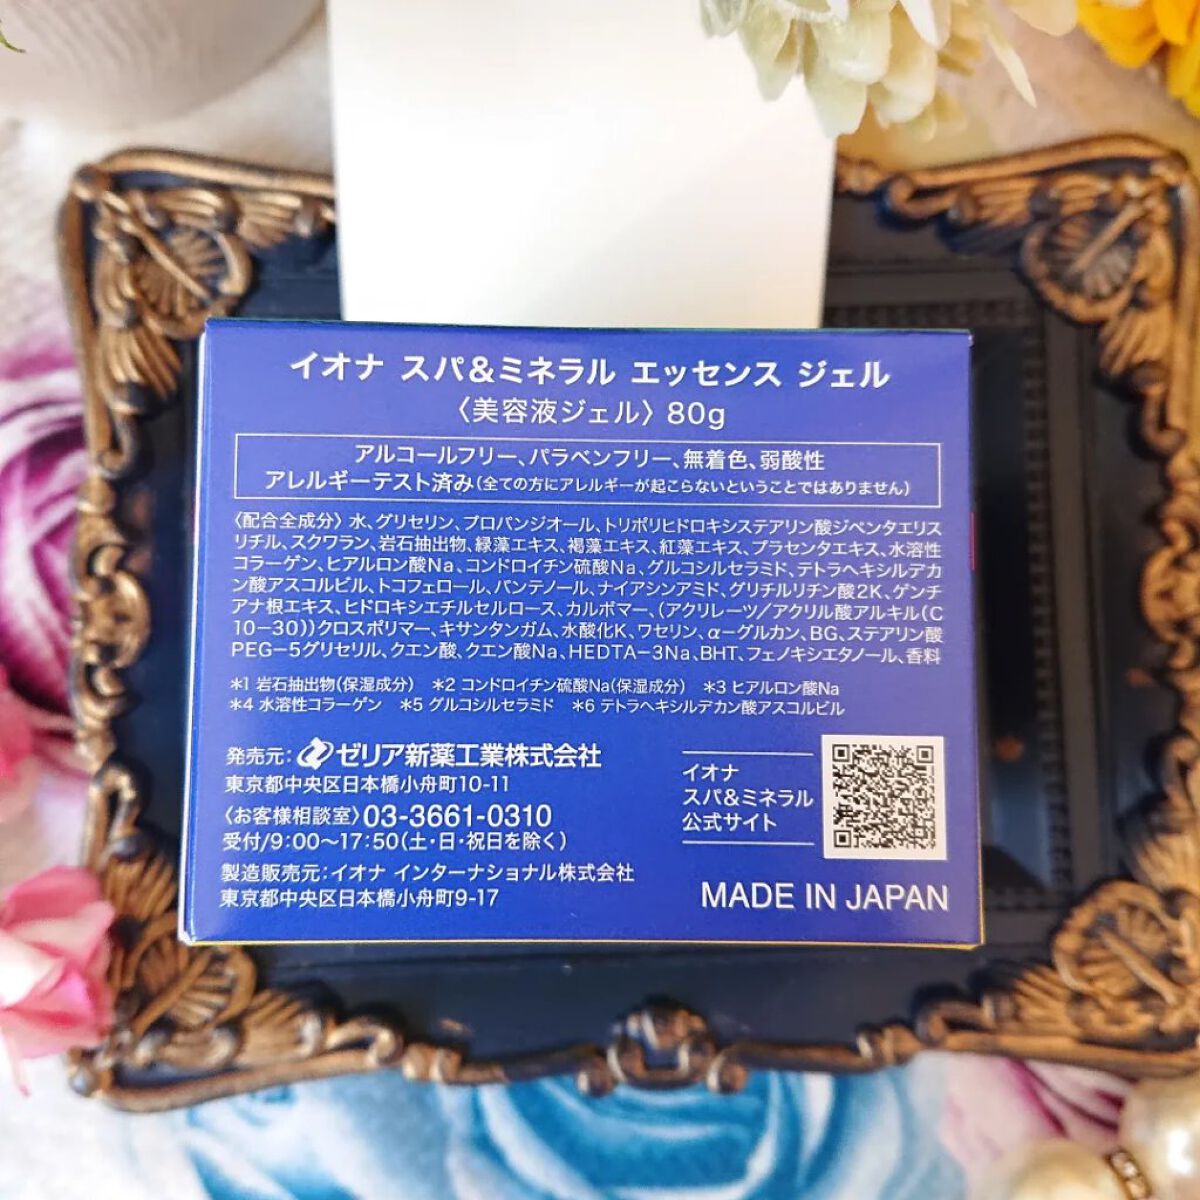 イオナ スパ&ミネラル エッセンス ジェル
〈美容液ジェル〉80g
アルコールフリー、パラベンフリー、無着色、弱酸性
アレルギーテスト済み(全ての方にアレルギーが起こらないということではありません)
〈配合全成分〉水、グリセリン、プロパンジオール、トリポリヒドロキシステアリン酸ジペンタエリス
リチル、スクワラン、岩石抽出物、緑藻エキス、褐藻エキス、紅藻エキス、プラセンタエキス、水溶性
コラーゲン、ヒアルロン酸Na、コンドロイチン硫酸Na、グルコシルセラミド、テトラヘキシルデカ
ン酸アスコルビル、トコフェロール、パンテノール、ナイアシンアミド、グリチルリチン酸2K、ゲンチ
アナ根エキス、ヒドロキシエチルセルロース、カルボマー、(アクリレーツ/アクリル酸アルキル(C
10−30))クロスポリマー、キサンタンガム、水酸化K、ワセリン、α−グルカン、BG、ステアリン酸
PEG−5グリセリル、クエン酸、クエン酸Na、HEDTA−3Na、BHT、フェノキシエタノール、香料
*1 岩石抽出物(保湿成分) *2 コンドロイチン硫酸Na(保湿成分) *3 ヒアルロン酸Na
*4 水溶性コラーゲン *5 グルコシルセラミド *6 テトラヘキシルデカン酸アスコルビル
発売元:ゼリア新薬工業株式会社
東京都中央区日本橋小舟町10-11
〈お客様相談室〉03-3661-0310
受付/9:00〜17:50(土・日・祝日を除く)
製造販売元:イオナ インターナショナル株式会社
東京都中央区日本橋小舟町9-17
イオナ
スパ&ミネラル
公式サイト
MADE IN JAPAN